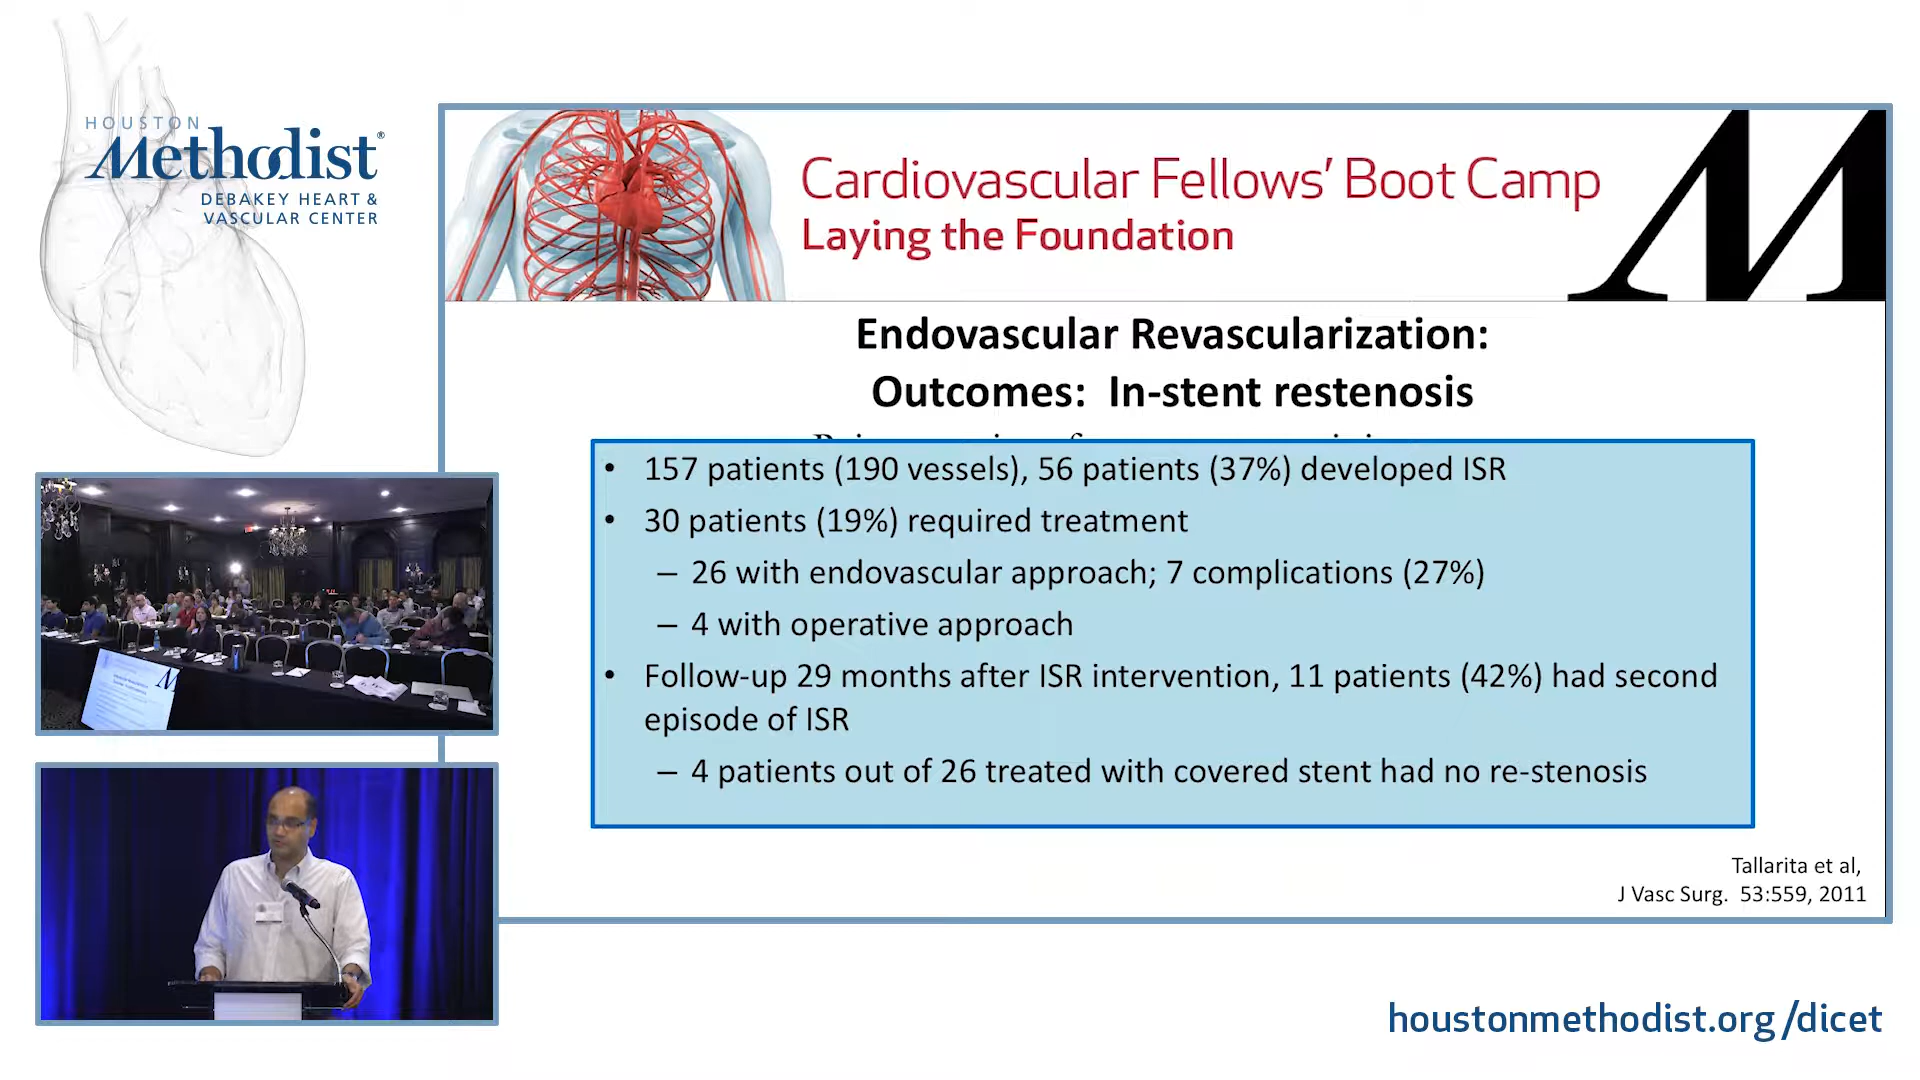 HOUSTON
Methodist®
DEBAKEY HEART &
VASCULAR CENTER
Cardiovascular Fellows' Boot Camp
Laying the Foundation
M
Endovascular Revascularization:
Outcomes: In-stent restenosis
• 157 patients (190 vessels), 56 patients (37%) developed ISR
• 30 patients (19%) required treatment
– 26 with endovascular approach; 7 complications (27%)
– 4 with operative approach
• Follow-up 29 months after ISR intervention, 11 patients (42%) had second
episode of ISR
– 4 patients out of 26 treated with covered stent had no re-stenosis
Tallarita et al,
J Vasc Surg. 53:559, 2011
houstonmethodist.org/dicet